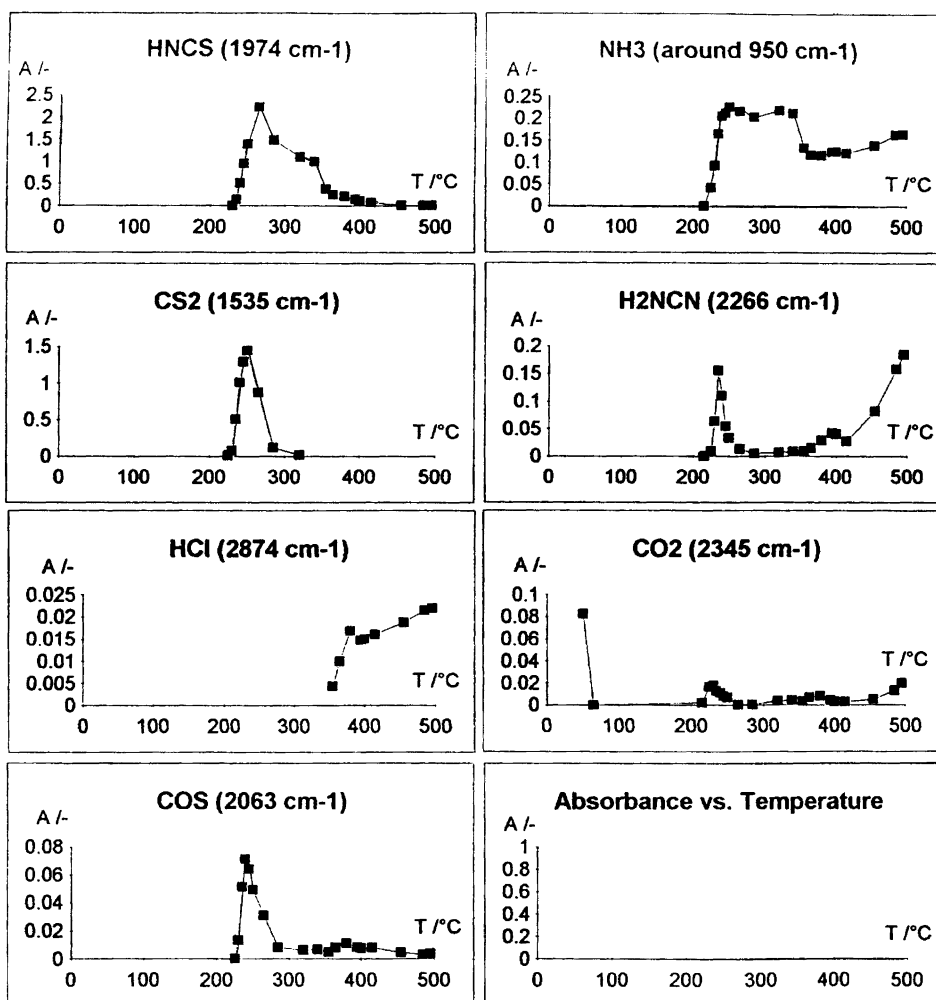 HNCS (1974 cm-1)
A /-
2.5
2
1.5
1
0.5
0
T /°C
0 100 200 300 400 500
NH3 (around 950 cm-1)
A /-
0.25
0.2
0.15
0.1
0.05
0
T /°C
0 100 200 300 400 500
CS2 (1535 cm-1)
A /-
1.5
1
0.5
0
T /°C
0 100 200 300 400 500
H2NCN (2266 cm-1)
A /-
0.2
0.15
0.1
0.05
0
T /°C
0 100 200 300 400 500
HCl (2874 cm-1)
A /-
0.025
0.02
0.015
0.01
0.005
0
T /°C
0 100 200 300 400 500
CO2 (2345 cm-1)
A /-
0.1
0.08
0.06
0.04
0.02
0
T /°C
0 100 200 300 400 500
COS (2063 cm-1)
A /-
0.08
0.06
0.04
0.02
0
T /°C
0 100 200 300 400 500
Absorbance vs. Temperature
A /-
1
0.8
0.6
0.4
0.2
0
T /°C
0 100 200 300 400 500